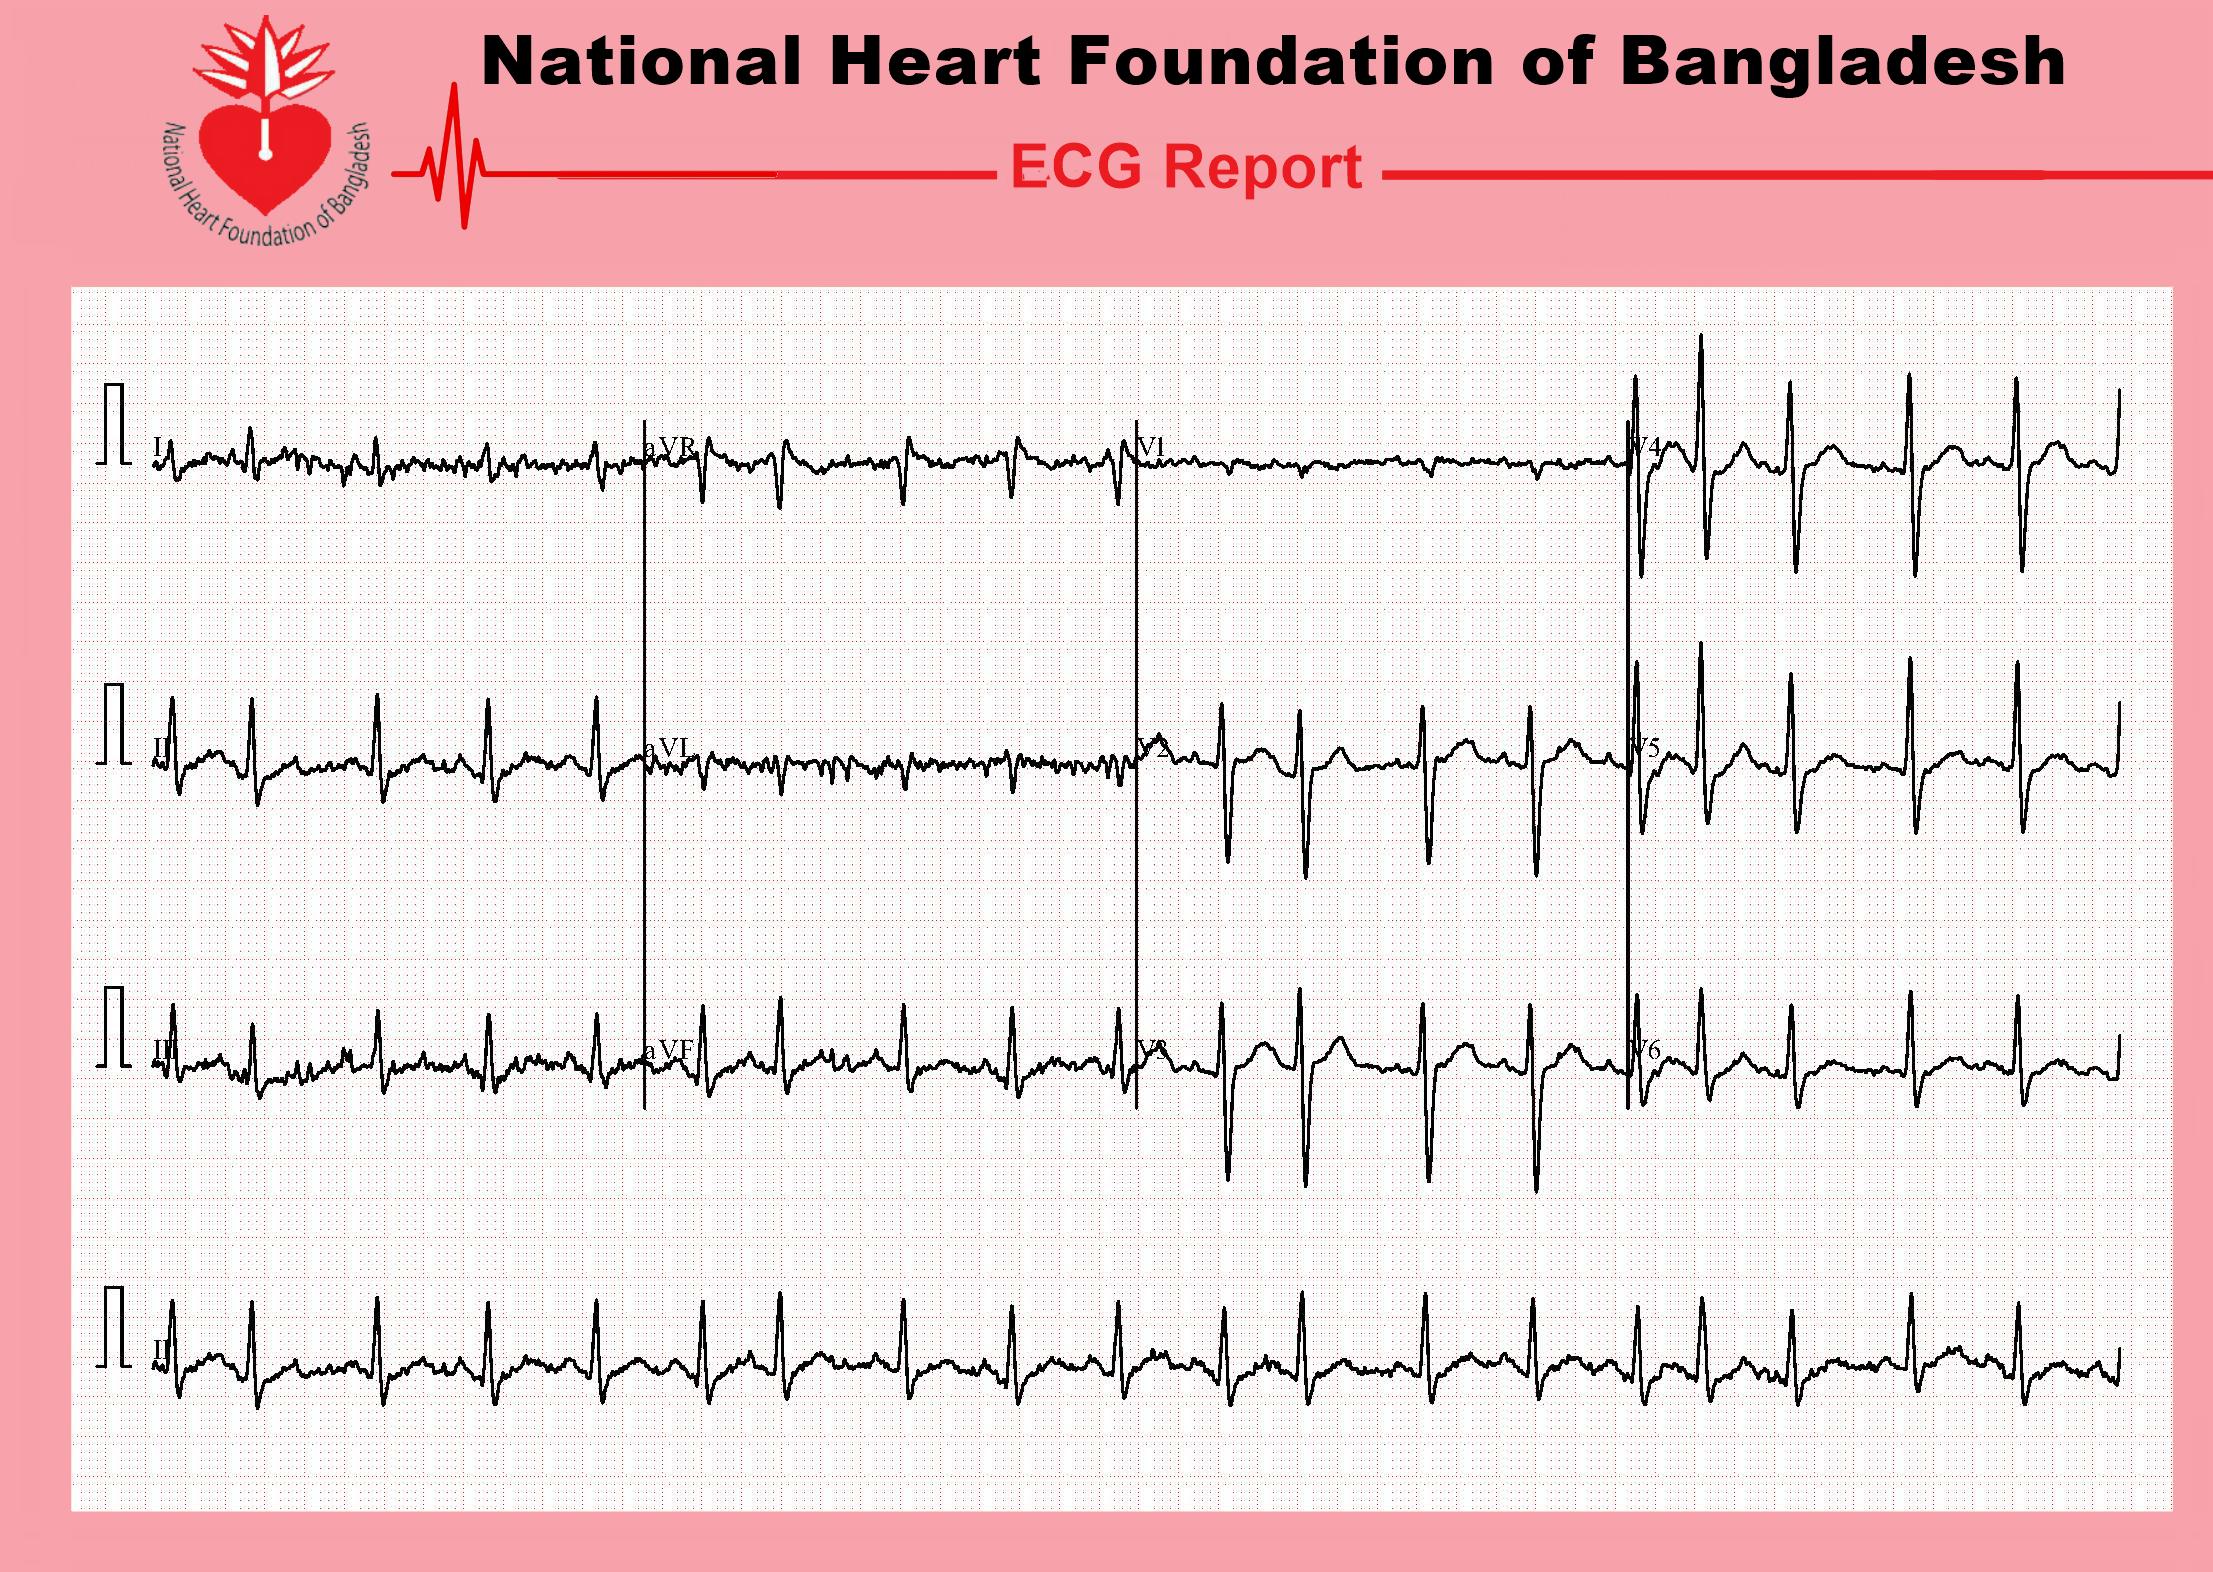 National Heart Foundation of Bangladesh
National Heart Foundation of Bangladesh
ECG Report
I aVR V1 V4
II aVL V2 V5
III aVF V3 V6
II